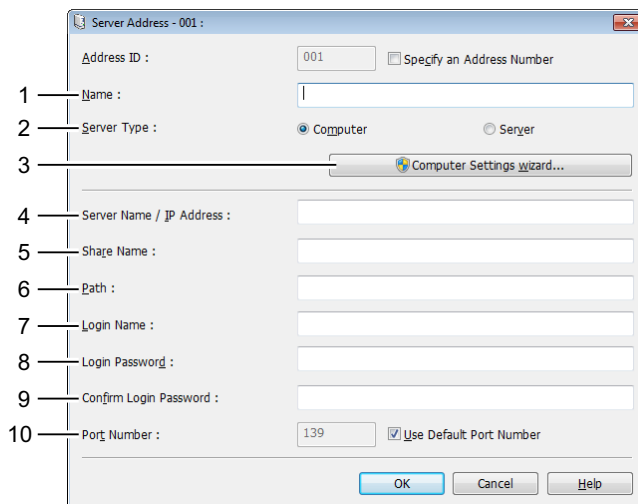 Server Address - 001 :
Address ID : 001 Specify an Address Number
1 Name :
2 Server Type : Computer Server
3 Computer Settings wizard...
4 Server Name / IP Address :
5 Share Name :
6 Path :
7 Login Name :
8 Login Password :
9 Confirm Login Password :
10 Port Number : 139 Use Default Port Number
OK Cancel Help